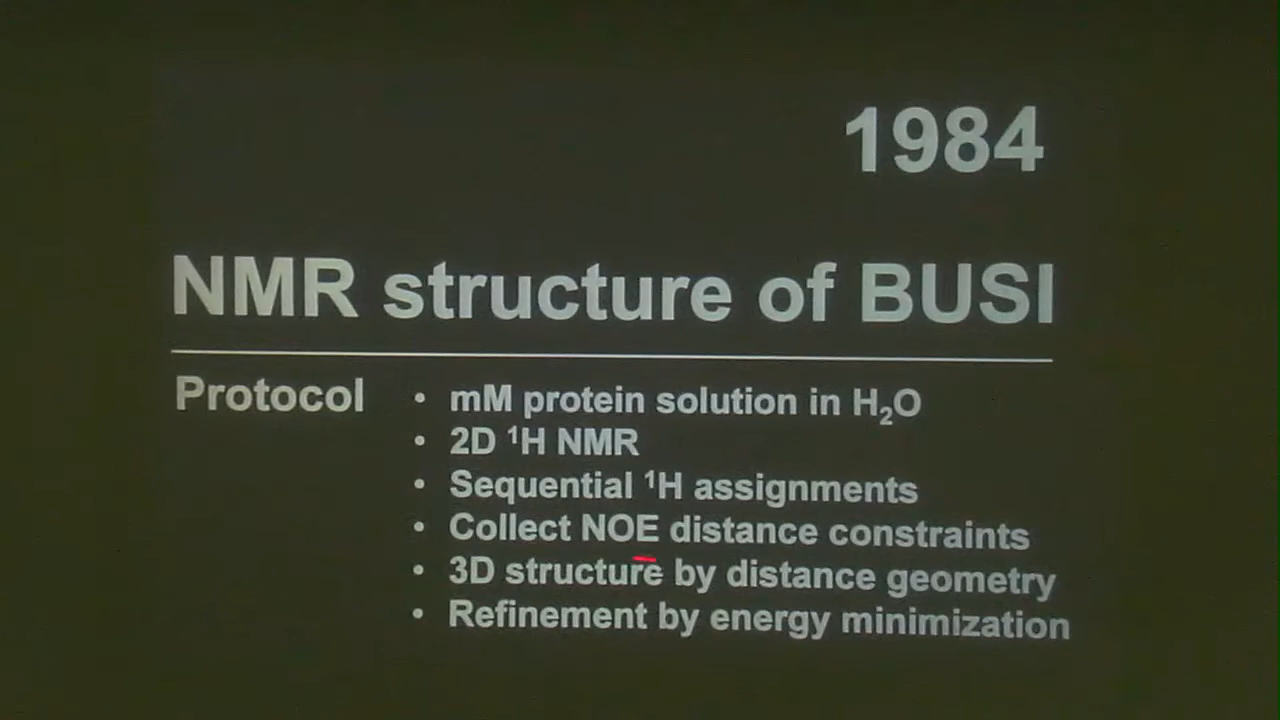 1984
NMR structure of BUSI
Protocol
• mM protein solution in H₂O
• 2D ¹H NMR
• Sequential ¹H assignments
• Collect NOE distance constraints
• 3D structure by distance geometry
• Refinement by energy minimization